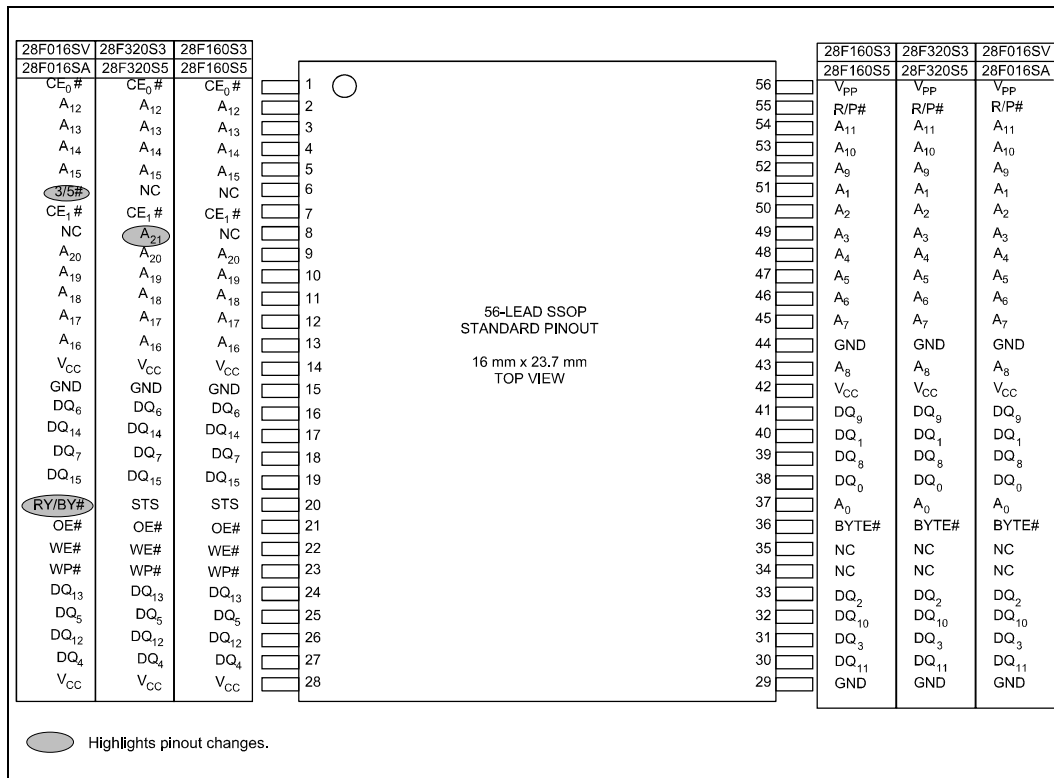 28F016SV 28F320S3 28F160S3 28F160S3 28F320S3 28F016SV
28F016SA 28F320S5 28F160S5 28F160S5 28F320S5 28F016SA
CE0# CE0# CE0# 1 56 VPP VPP VPP
A12 A12 A12 2 55 R/P# R/P# R/P#
A13 A13 A13 3 54 A11 A11 A11
A14 A14 A14 4 53 A10 A10 A10
A15 A15 A15 5 52 A9 A9 A9
3/5# NC NC 6 51 A1 A1 A1
CE1# CE1# CE1# 7 50 A2 A2 A2
NC A21 NC 8 49 A3 A3 A3
A20 A20 A20 9 48 A4 A4 A4
A19 A19 A19 10 47 A5 A5 A5
A18 A18 A18 11 46 A6 A6 A6
A17 A17 A17 12 45 A7 A7 A7
A16 A16 A16 13 44 GND GND GND
VCC VCC VCC 14 43 A8 A8 A8
GND GND GND 15 42 VCC VCC VCC
DQ6 DQ6 DQ6 16 41 DQ9 DQ9 DQ9
DQ14 DQ14 DQ14 17 40 DQ1 DQ1 DQ1
DQ7 DQ7 DQ7 18 39 DQ8 DQ8 DQ8
DQ15 DQ15 DQ15 19 38 DQ0 DQ0 DQ0
RY/BY# STS STS 20 37 A0 A0 A0
OE# OE# OE# 21 36 BYTE# BYTE# BYTE#
WE# WE# WE# 22 35 NC NC NC
WP# WP# WP# 23 34 NC NC NC
DQ13 DQ13 DQ13 24 33 DQ2 DQ2 DQ2
DQ5 DQ5 DQ5 25 32 DQ10 DQ10 DQ10
DQ12 DQ12 DQ12 26 31 DQ3 DQ3 DQ3
DQ4 DQ4 DQ4 27 30 DQ11 DQ11 DQ11
VCC VCC VCC 28 29 GND GND GND
56-LEAD SSOP
STANDARD PINOUT
16 mm x 23.7 mm
TOP VIEW
Highlights pinout changes.